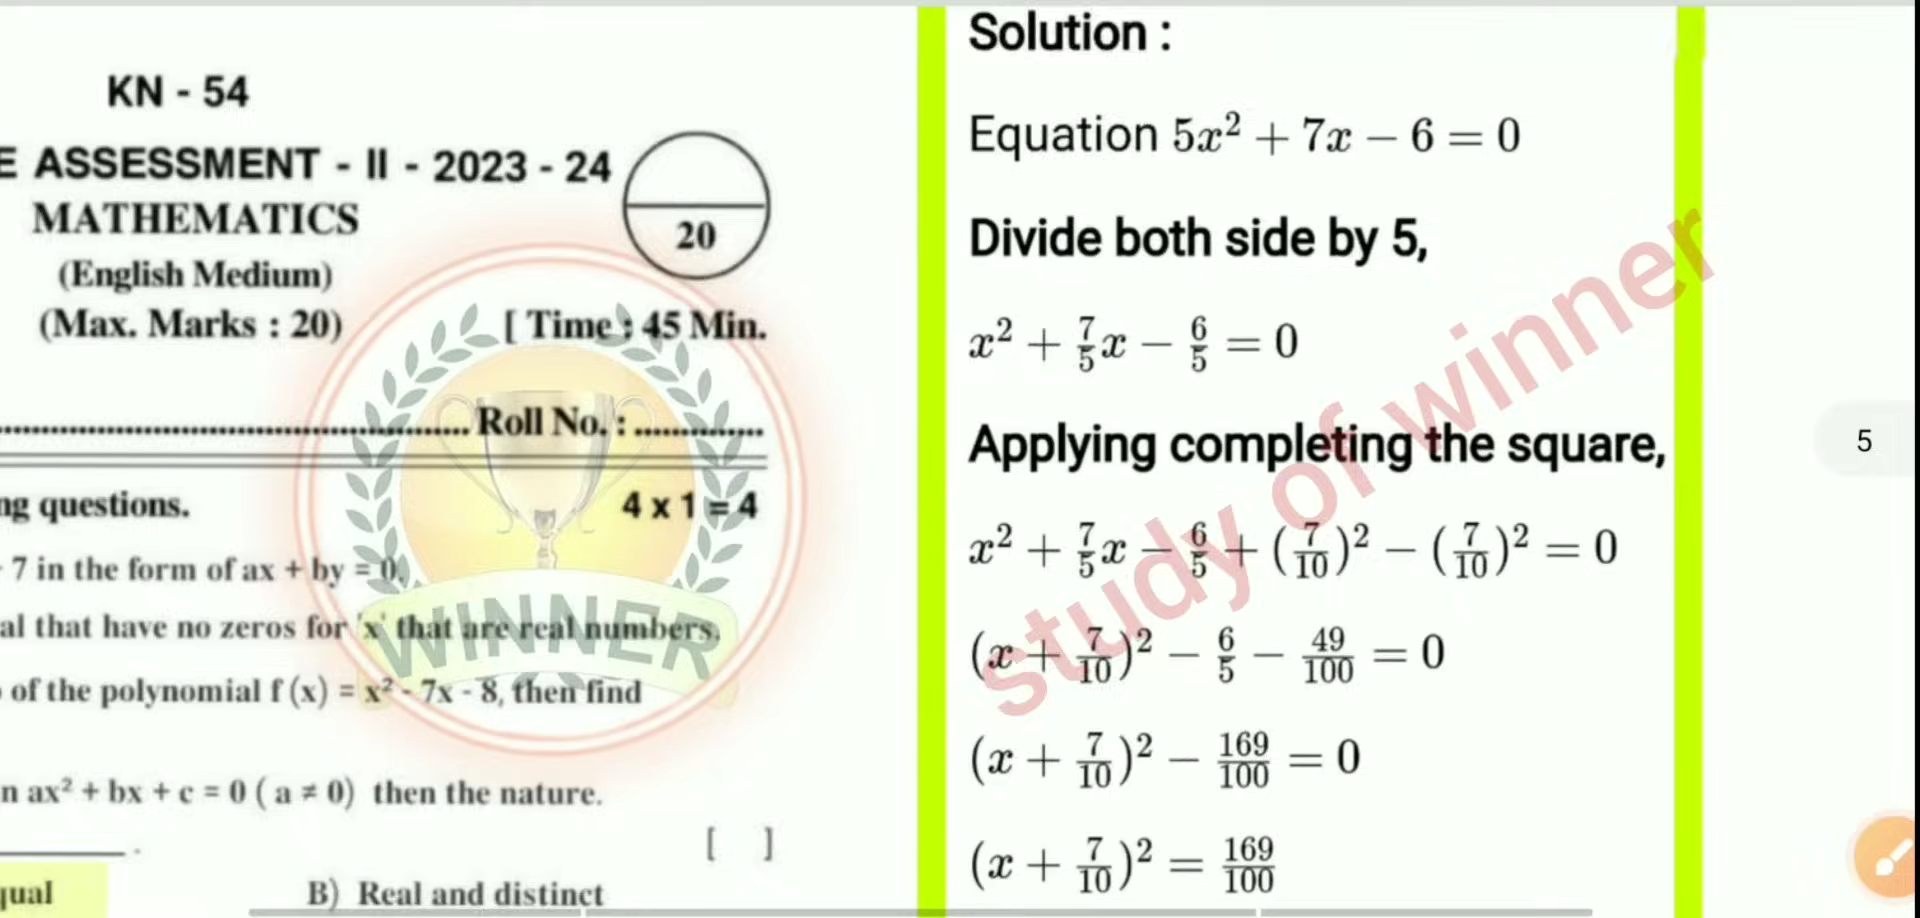 KN - 54
E ASSESSMENT - II - 2023 - 24
MATHEMATICS
20
(English Medium)
(Max. Marks : 20)
[ Time : 45 Min.
Roll No. :
ng questions. 4 x 1 = 4
- 7 in the form of ax + by = 0.
al that have no zeros for 'x' that are real numbers.
of the polynomial f (x) = x² - 7x - 8, then find
n ax² + bx + c = 0 ( a ≠ 0) then the nature.
[ ]
qual B) Real and distinct
WINNER
Solution :
Equation 5x² + 7x − 6 = 0
Divide both side by 5,
x² + 7/5 x − 6/5 = 0
Applying completing the square,
x² + 7/5 x − 6/5 + (7/10)² − (7/10)² = 0
(x + 7/10)² − 6/5 − 49/100 = 0
(x + 7/10)² − 169/100 = 0
(x + 7/10)² = 169/100
study of winner
5